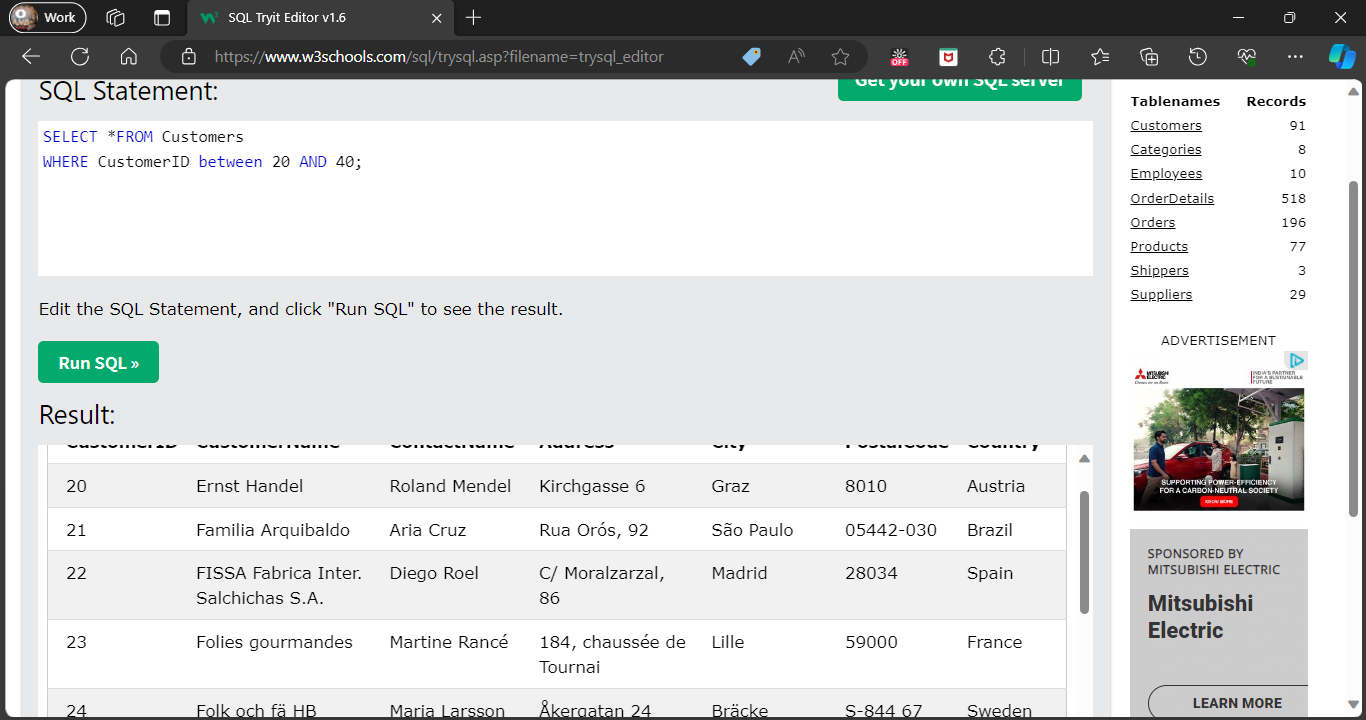 Work
SQL Tryit Editor v1.6
https://www.w3schools.com/sql/trysql.asp?filename=trysql_editor
OFF
SQL Statement:
Get your own SQL server
SELECT *FROM Customers
WHERE CustomerID between 20 AND 40;
Edit the SQL Statement, and click "Run SQL" to see the result.
Run SQL »
Result:
CustomerID CustomerName ContactName Address City PostalCode Country
20 Ernst Handel Roland Mendel Kirchgasse 6 Graz 8010 Austria
21 Familia Arquibaldo Aria Cruz Rua Orós, 92 São Paulo 05442-030 Brazil
22 FISSA Fabrica Inter. Diego Roel C/ Moralzarzal, Madrid 28034 Spain
Salchichas S.A. 86
23 Folies gourmandes Martine Rancé 184, chaussée de Lille 59000 France
Tournai
24 Folk och fä HB Maria Larsson Åkergatan 24 Bräcke S-844 67 Sweden
Tablenames Records
Customers 91
Categories 8
Employees 10
OrderDetails 518
Orders 196
Products 77
Shippers 3
Suppliers 29
ADVERTISEMENT
MITSUBISHI
ELECTRIC
Changes for the Better
INDIA'S PARTNER
FOR A SUSTAINABLE
FUTURE
SUPPORTING POWER-EFFICIENCY
FOR A CARBON-NEUTRAL SOCIETY
KNOW MORE
SPONSORED BY
MITSUBISHI ELECTRIC
Mitsubishi
Electric
LEARN MORE